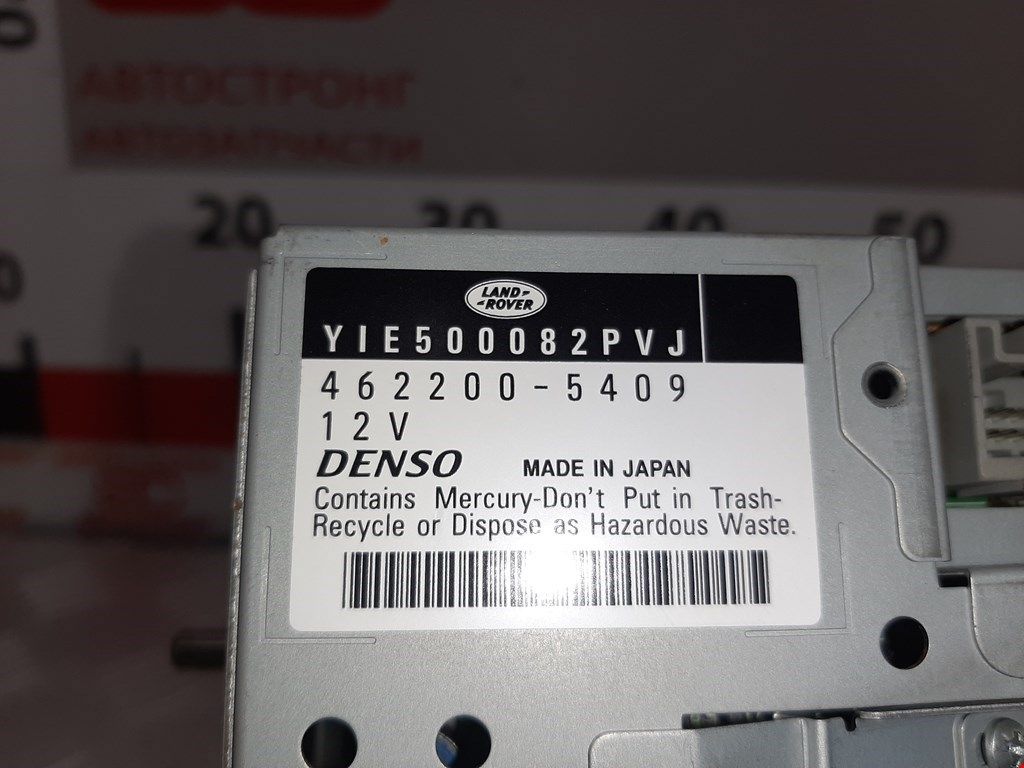 АВТОСТРОНГ
АВТОЗАПЧАСТИ
20 30 40 50
LAND-
-ROVER
YIE500082PVJ
462200-5409
12V
DENSO MADE IN JAPAN
Contains Mercury-Don't Put in Trash-
Recycle or Dispose as Hazardous Waste.